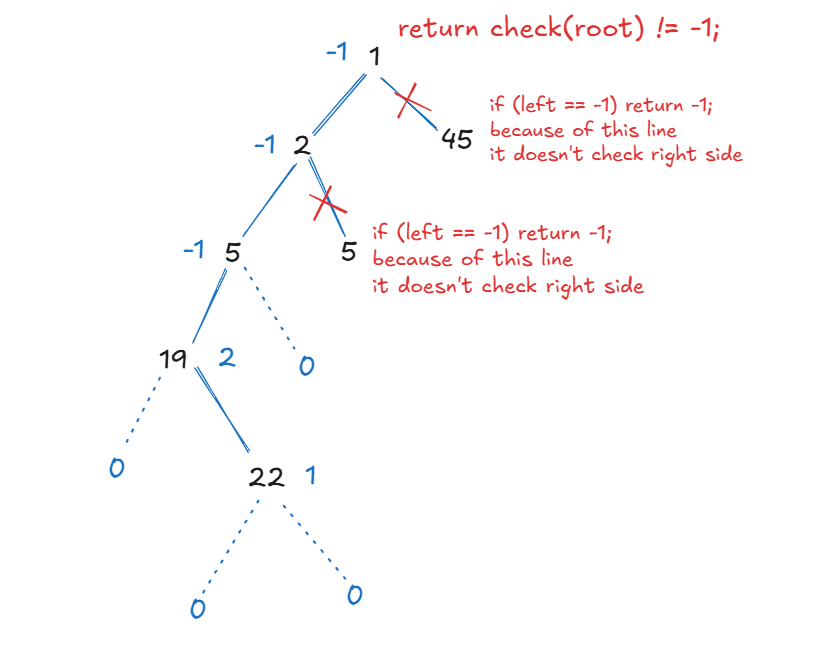 return check(root) != -1;
-1 1
if (left == -1) return -1;
because of this line
it doesn't check right side
45
-1 2
if (left == -1) return -1;
because of this line
it doesn't check right side
-1 5
5
19 2
0
0
22 1
0
0